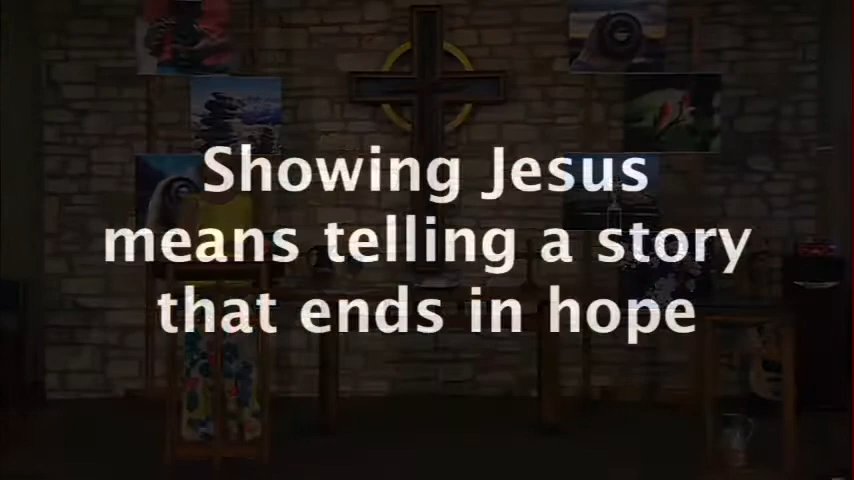 Showing Jesus
means telling a story
that ends in hope